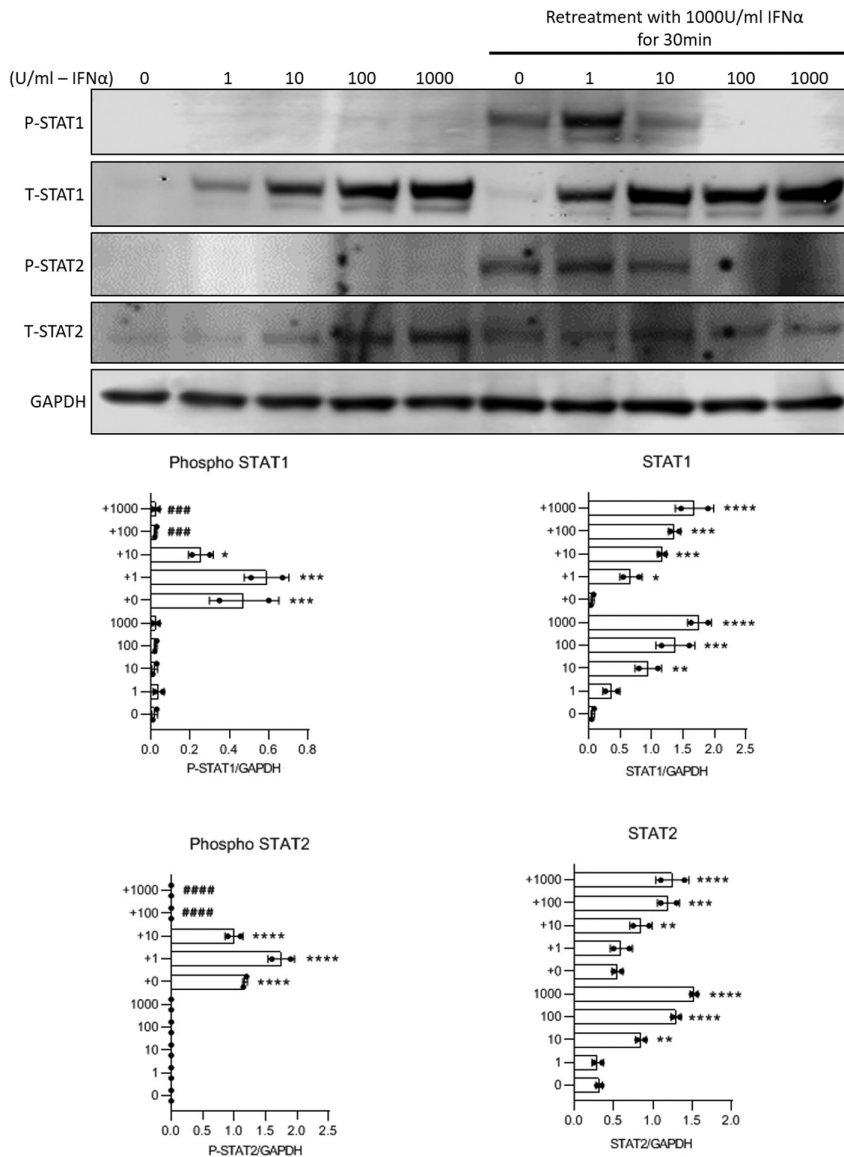 Retreatment with 1000U/ml IFNα
for 30min
(U/ml – IFNα) 0 1 10 100 1000 0 1 10 100 1000
P-STAT1
T-STAT1
P-STAT2
T-STAT2
GAPDH
Phospho STAT1
+1000 ###
+100 ###
+10 *
+1 ***
+0 ***
1000
100
10
1
0
0.0 0.2 0.4 0.6 0.8
P-STAT1/GAPDH
STAT1
+1000 ****
+100 ***
+10 ***
+1 *
+0
1000 ****
100 ***
10 **
1
0
0.0 0.5 1.0 1.5 2.0 2.5
STAT1/GAPDH
Phospho STAT2
+1000 ####
+100 ####
+10 ****
+1 ****
+0 ****
1000
100
10
1
0
0.0 0.5 1.0 1.5 2.0 2.5
P-STAT2/GAPDH
STAT2
+1000 ****
+100 ***
+10 **
+1
+0
1000 ****
100 ****
10 **
1
0
0.0 0.5 1.0 1.5 2.0
STAT2/GAPDH